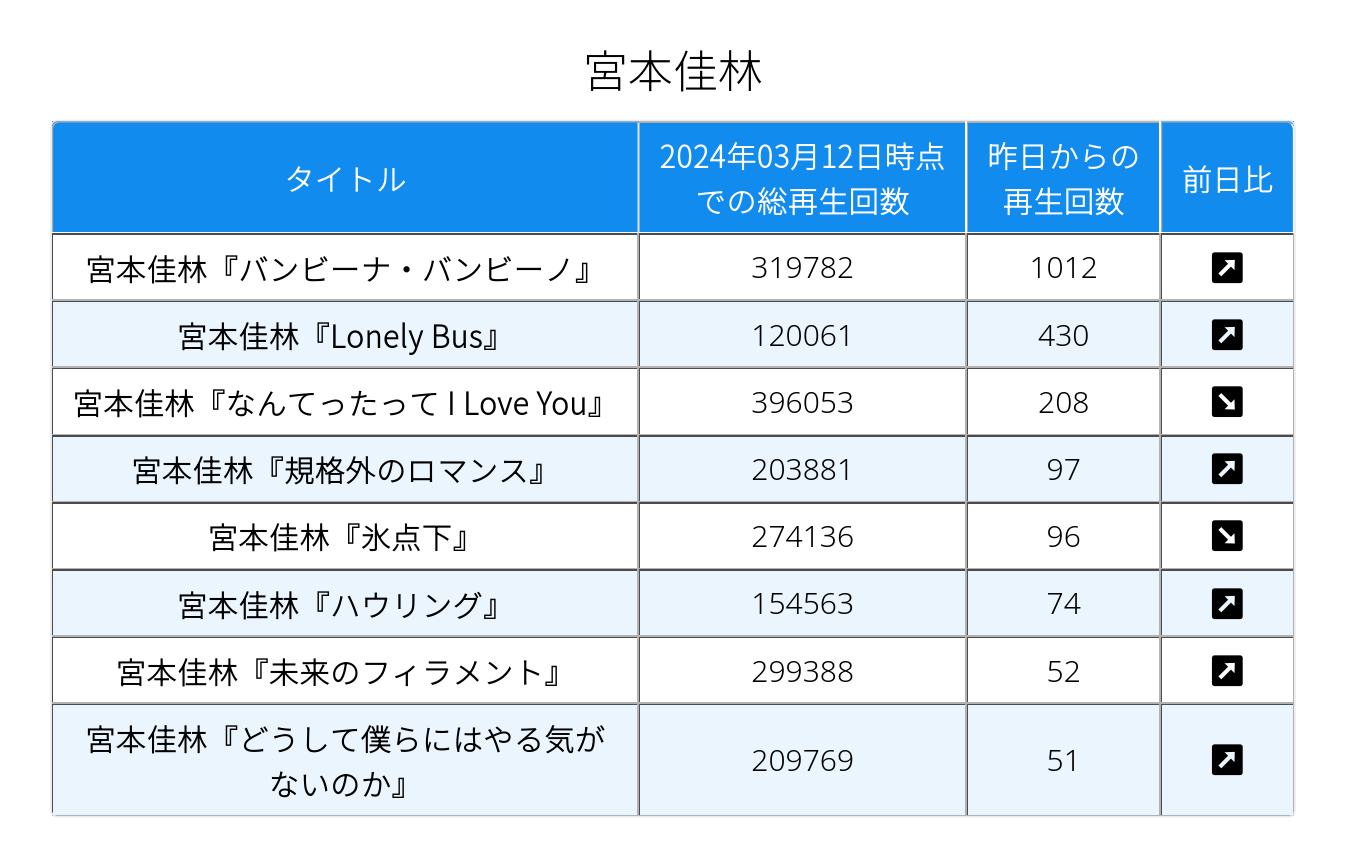 宮本佳林
タイトル
2024年03月12日時点
での総再生回数
昨日からの
再生回数
前日比
宮本佳林『バンビーナ・バンビーノ』 319782 1012 ↗
宮本佳林『Lonely Bus』 120061 430 ↗
宮本佳林『なんてったって I Love You』 396053 208 ↘
宮本佳林『規格外のロマンス』 203881 97 ↗
宮本佳林『氷点下』 274136 96 ↘
宮本佳林『ハウリング』 154563 74 ↗
宮本佳林『未来のフィラメント』 299388 52 ↗
宮本佳林『どうして僕らにはやる気が
ないのか』 209769 51 ↗